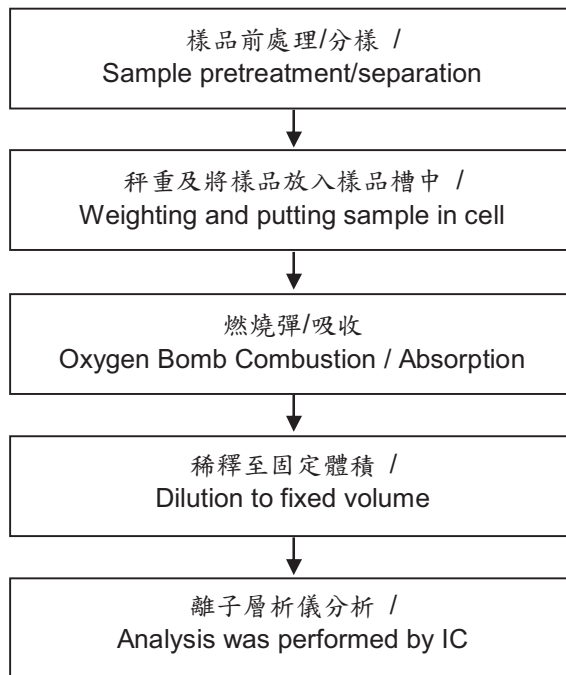 樣品前處理/分樣 /
Sample pretreatment/separation
秤重及將樣品放入樣品槽中 /
Weighting and putting sample in cell
燃燒彈/吸收
Oxygen Bomb Combustion / Absorption
稀釋至固定體積 /
Dilution to fixed volume
離子層析儀分析 /
Analysis was performed by IC